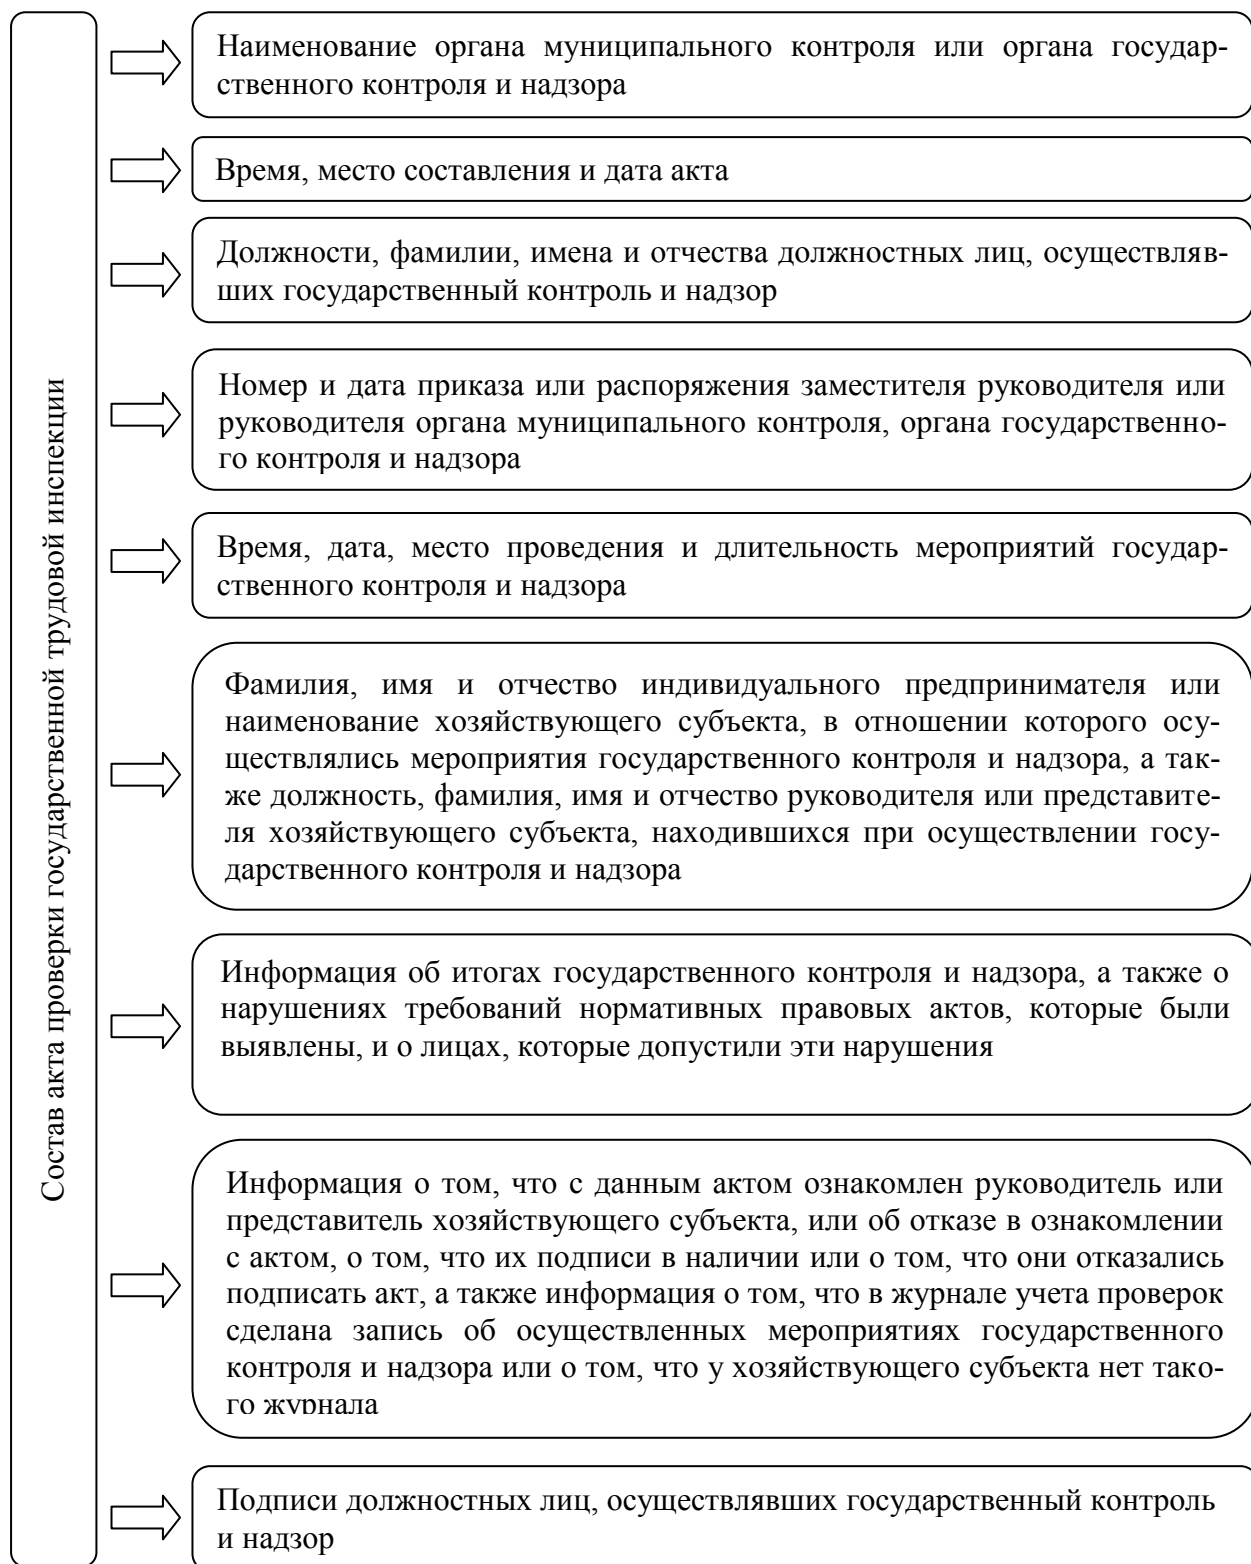 Состав акта проверки государственной трудовой инспекции
Наименование органа муниципального контроля или органа государ-
ственного контроля и надзора
Время, место составления и дата акта
Должности, фамилии, имена и отчества должностных лиц, осуществляв-
ших государственный контроль и надзор
Номер и дата приказа или распоряжения заместителя руководителя или
руководителя органа муниципального контроля, органа государственно-
го контроля и надзора
Время, дата, место проведения и длительность мероприятий государ-
ственного контроля и надзора
Фамилия, имя и отчество индивидуального предпринимателя или
наименование хозяйствующего субъекта, в отношении которого осу-
ществлялись мероприятия государственного контроля и надзора, а так-
же должность, фамилия, имя и отчество руководителя или представите-
ля хозяйствующего субъекта, находившихся при осуществлении госу-
дарственного контроля и надзора
Информация об итогах государственного контроля и надзора, а также о
нарушениях требований нормативных правовых актов, которые были
выявлены, и о лицах, которые допустили эти нарушения
Информация о том, что с данным актом ознакомлен руководитель или
представитель хозяйствующего субъекта, или об отказе в ознакомлении
с актом, о том, что их подписи в наличии или о том, что они отказались
подписать акт, а также информация о том, что в журнале учета проверок
сделана запись об осуществленных мероприятиях государственного
контроля и надзора или о том, что у хозяйствующего субъекта нет тако-
го журнала
Подписи должностных лиц, осуществлявших государственный контроль
и надзор